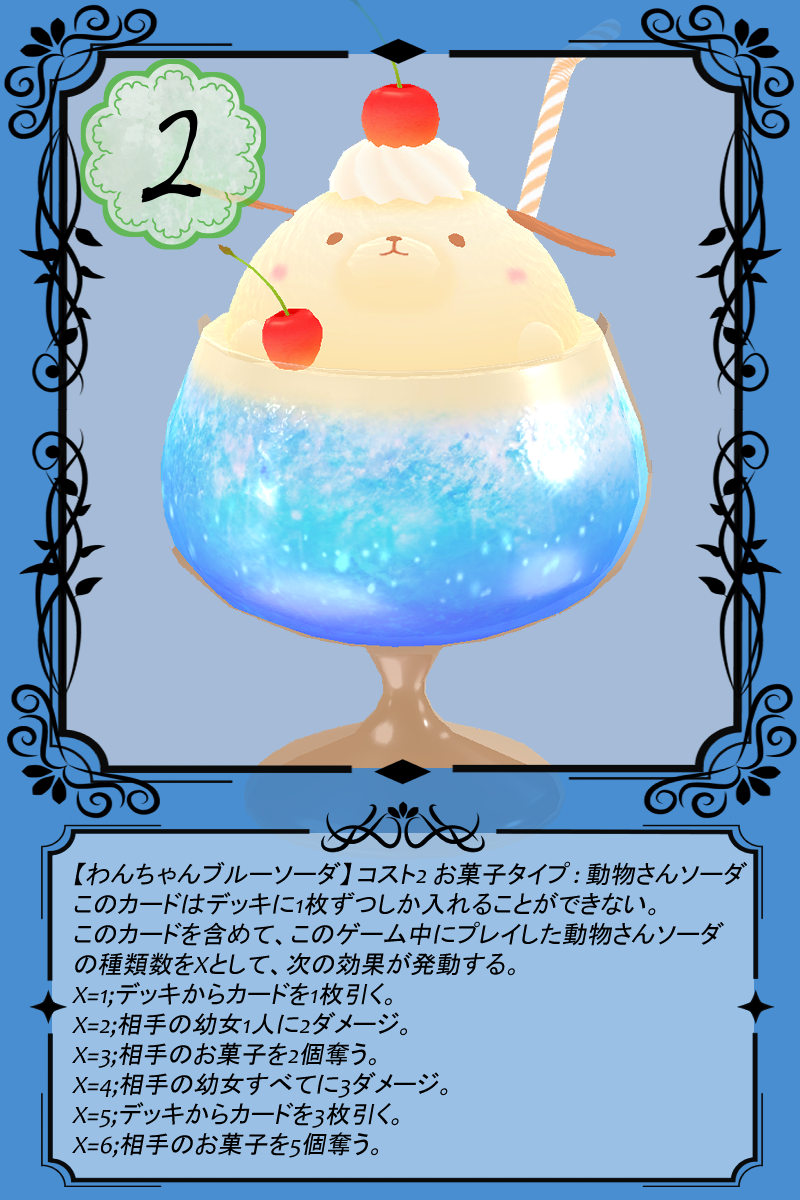 2
【わんちゃんブルーソーダ】コスト2 お菓子タイプ : 動物さんソーダ
このカードはデッキに1枚ずつしか入れることができない。
このカードを含めて、このゲーム中にプレイした動物さんソーダ
の種類数をXとして、次の効果が発動する。
X=1;デッキからカードを1枚引く。
X=2;相手の幼女1人に2ダメージ。
X=3;相手のお菓子を2個奪う。
X=4;相手の幼女すべてに3ダメージ。
X=5;デッキからカードを3枚引く。
X=6;相手のお菓子を5個奪う。